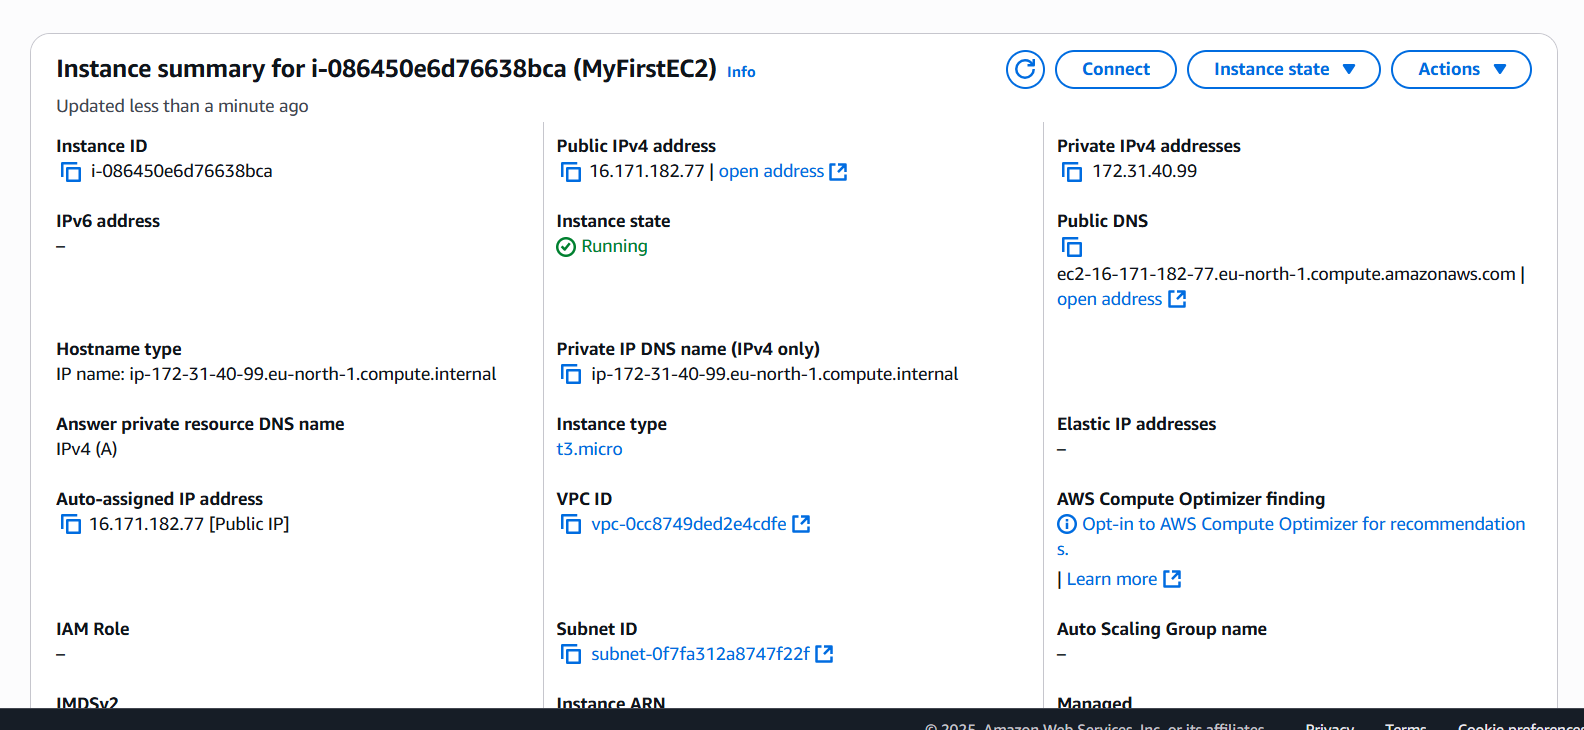 Instance summary for i-086450e6d76638bca (MyFirstEC2) Info
Connect
Instance state
Actions
Updated less than a minute ago
Instance ID
i-086450e6d76638bca
Public IPv4 address
16.171.182.77 | open address
Private IPv4 addresses
172.31.40.99
IPv6 address
–
Instance state
Running
Public DNS
ec2-16-171-182-77.eu-north-1.compute.amazonaws.com |
open address
Hostname type
IP name: ip-172-31-40-99.eu-north-1.compute.internal
Private IP DNS name (IPv4 only)
ip-172-31-40-99.eu-north-1.compute.internal
Answer private resource DNS name
IPv4 (A)
Instance type
t3.micro
Elastic IP addresses
–
Auto-assigned IP address
16.171.182.77 [Public IP]
VPC ID
vpc-0cc8749ded2e4cdfe
AWS Compute Optimizer finding
Opt-in to AWS Compute Optimizer for recommendation
s.
| Learn more
IAM Role
–
Subnet ID
subnet-0f7fa312a8747f22f
Auto Scaling Group name
–
IMDSv2
Instance ARN
Managed
© 2025, Amazon Web Services, Inc. or its affiliates.
Privacy
Terms
Cookie preferences